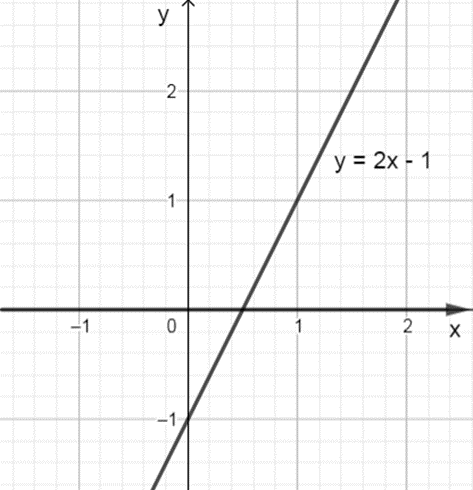 y
2
y = 2x - 1
1
–1 0 1 2 x
–1